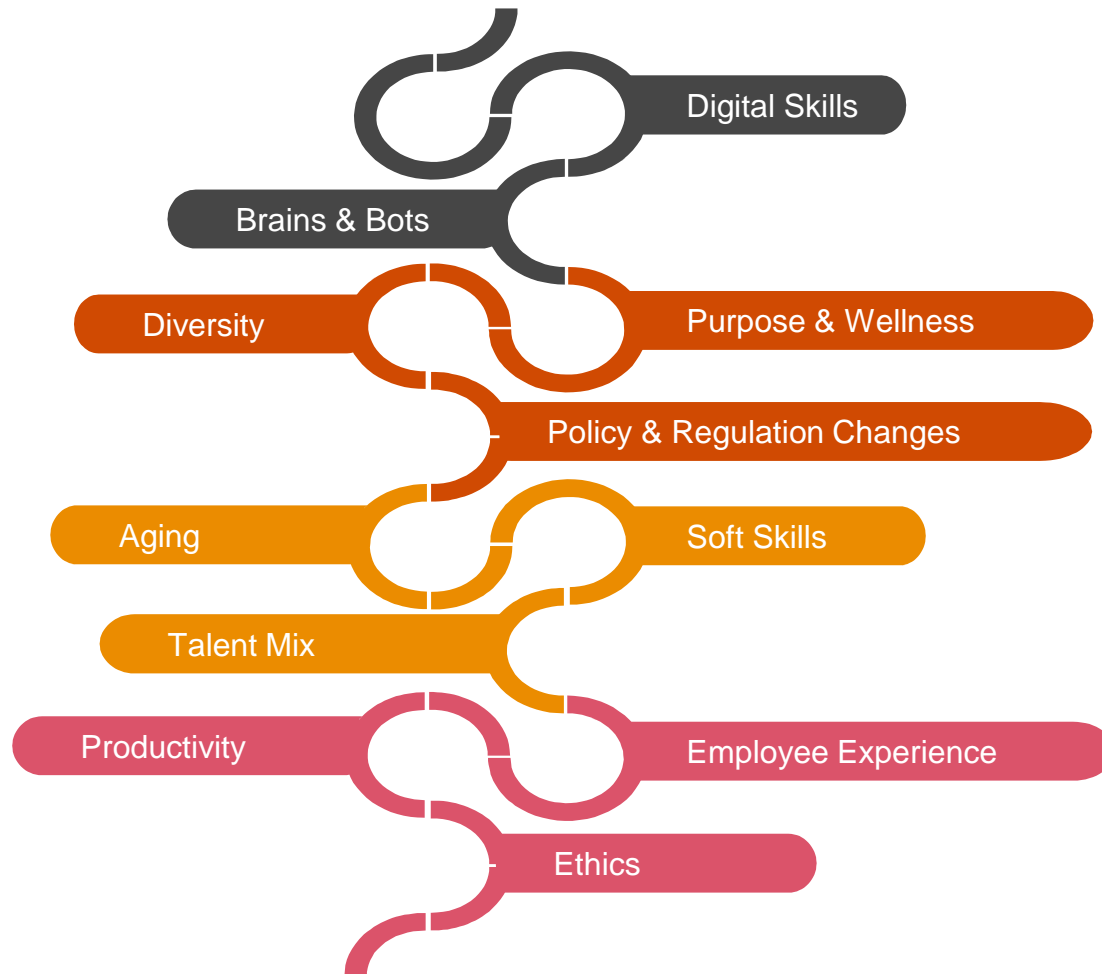 Digital Skills
Brains & Bots
Purpose & Wellness
Diversity
Policy & Regulation Changes
Aging
Soft Skills
Talent Mix
Productivity
Employee Experience
Ethics